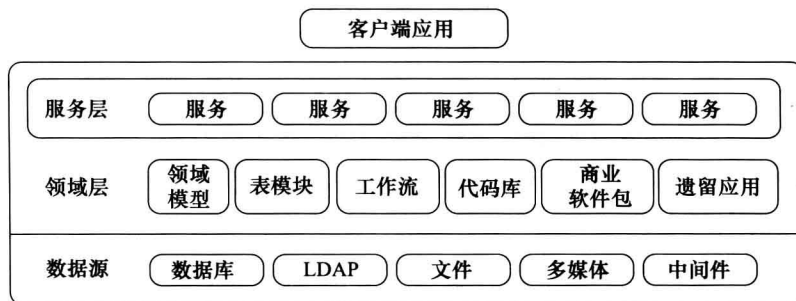 客户端应用
服务层 服务 服务 服务 服务 服务
领域层 领域模型 表模块 工作流 代码库 商业软件包 遗留应用
数据源 数据库 LDAP 文件 多媒体 中间件